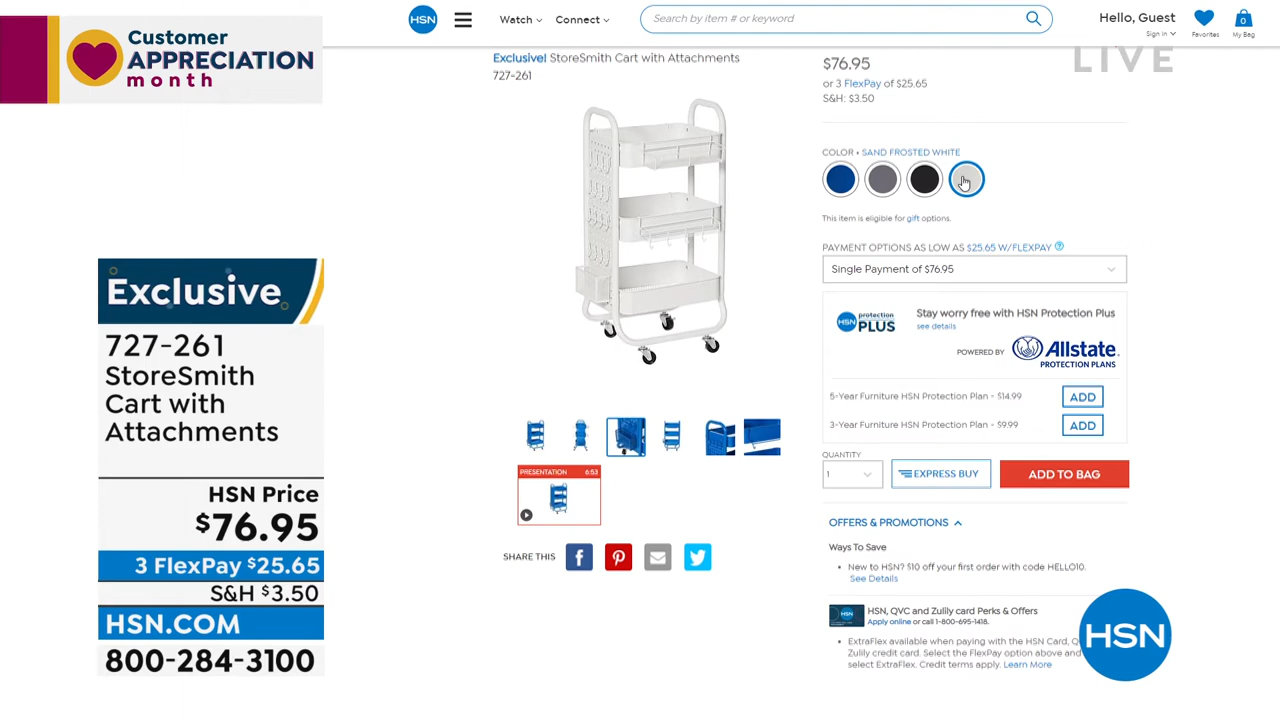 Customer
APPRECIATION
month
HSN
Watch
Connect
Search by item # or keyword
Hello, Guest
Sign In
Favorites
0
My Bag
LIVE
Exclusive! StoreSmith Cart with Attachments
727-261
$76.95
or 3 FlexPay of $25.65
S&H: $3.50
COLOR • SAND FROSTED WHITE
This item is eligible for gift options.
PAYMENT OPTIONS AS LOW AS $25.65 W/FLEXPAY ?
Single Payment of $76.95
HSN protection PLUS
Stay worry free with HSN Protection Plus
see details
POWERED BY Allstate
PROTECTION PLANS
5-Year Furniture HSN Protection Plan - $14.99 ADD
3-Year Furniture HSN Protection Plan - $9.99 ADD
QUANTITY
1
EXPRESS BUY
ADD TO BAG
PRESENTATION 6:53
SHARE THIS
OFFERS & PROMOTIONS
Ways To Save
• New to HSN? $10 off your first order with code HELLO10.
See Details
HSN
HSN, QVC and Zulily card Perks & Offers
Apply online or call 1-800-695-1418.
• ExtraFlex available when paying with the HSN Card, Q
Zulily credit card. Select the FlexPay option above and
select ExtraFlex. Credit terms apply. Learn More
HSN
Exclusive
727-261
StoreSmith
Cart with
Attachments
HSN Price
$76.95
3 FlexPay $25.65
S&H $3.50
HSN.COM
800-284-3100